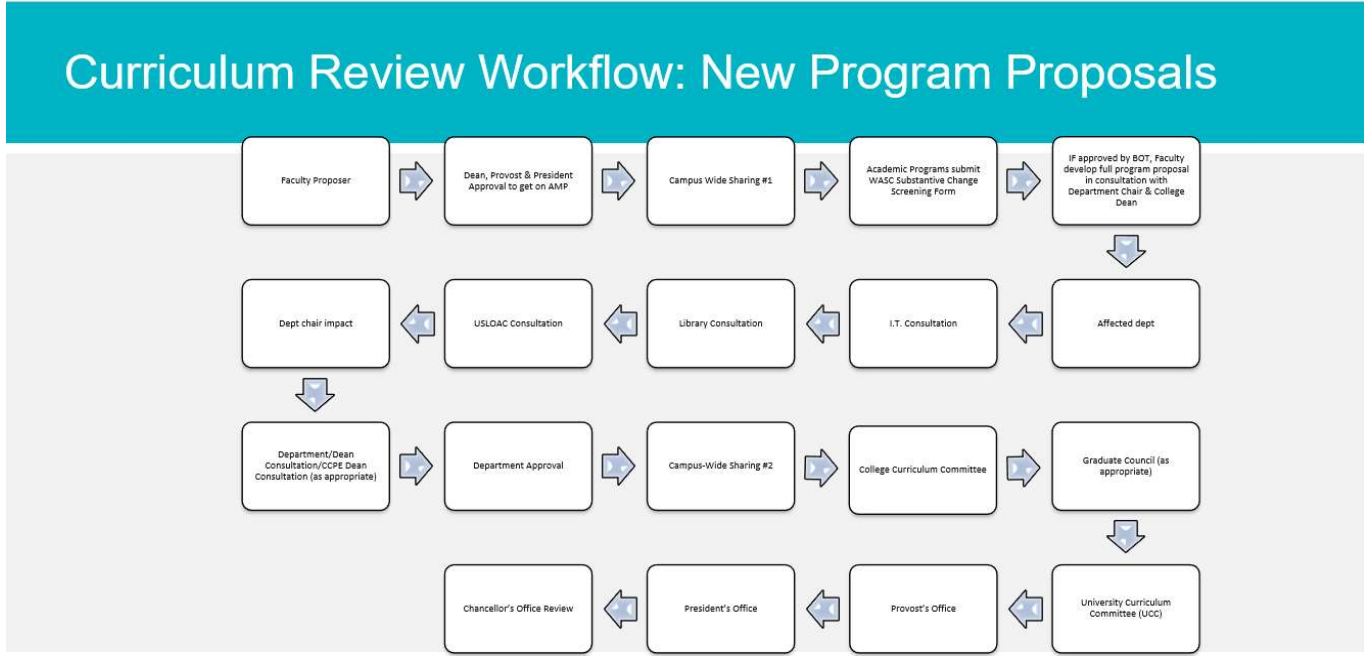 Curriculum Review Workflow: New Program Proposals
Faculty Proposer
Dean, Provost & President
Approval to get on AMP
Campus Wide Sharing #1
Academic Programs submit
WASC Substantive Change
Screening Form
IF approved by BOT, Faculty
develop full program proposal
in consultation with
Department Chair & College
Dean
Affected dept
I.T. Consultation
Library Consultation
USLOAC Consultation
Dept chair impact
Department/Dean
Consultation/CCPE Dean
Consultation (as appropriate)
Department Approval
Campus-Wide Sharing #2
College Curriculum Committee
Graduate Council (as
appropriate)
University Curriculum
Committee (UCC)
Provost's Office
President's Office
Chancellor's Office Review